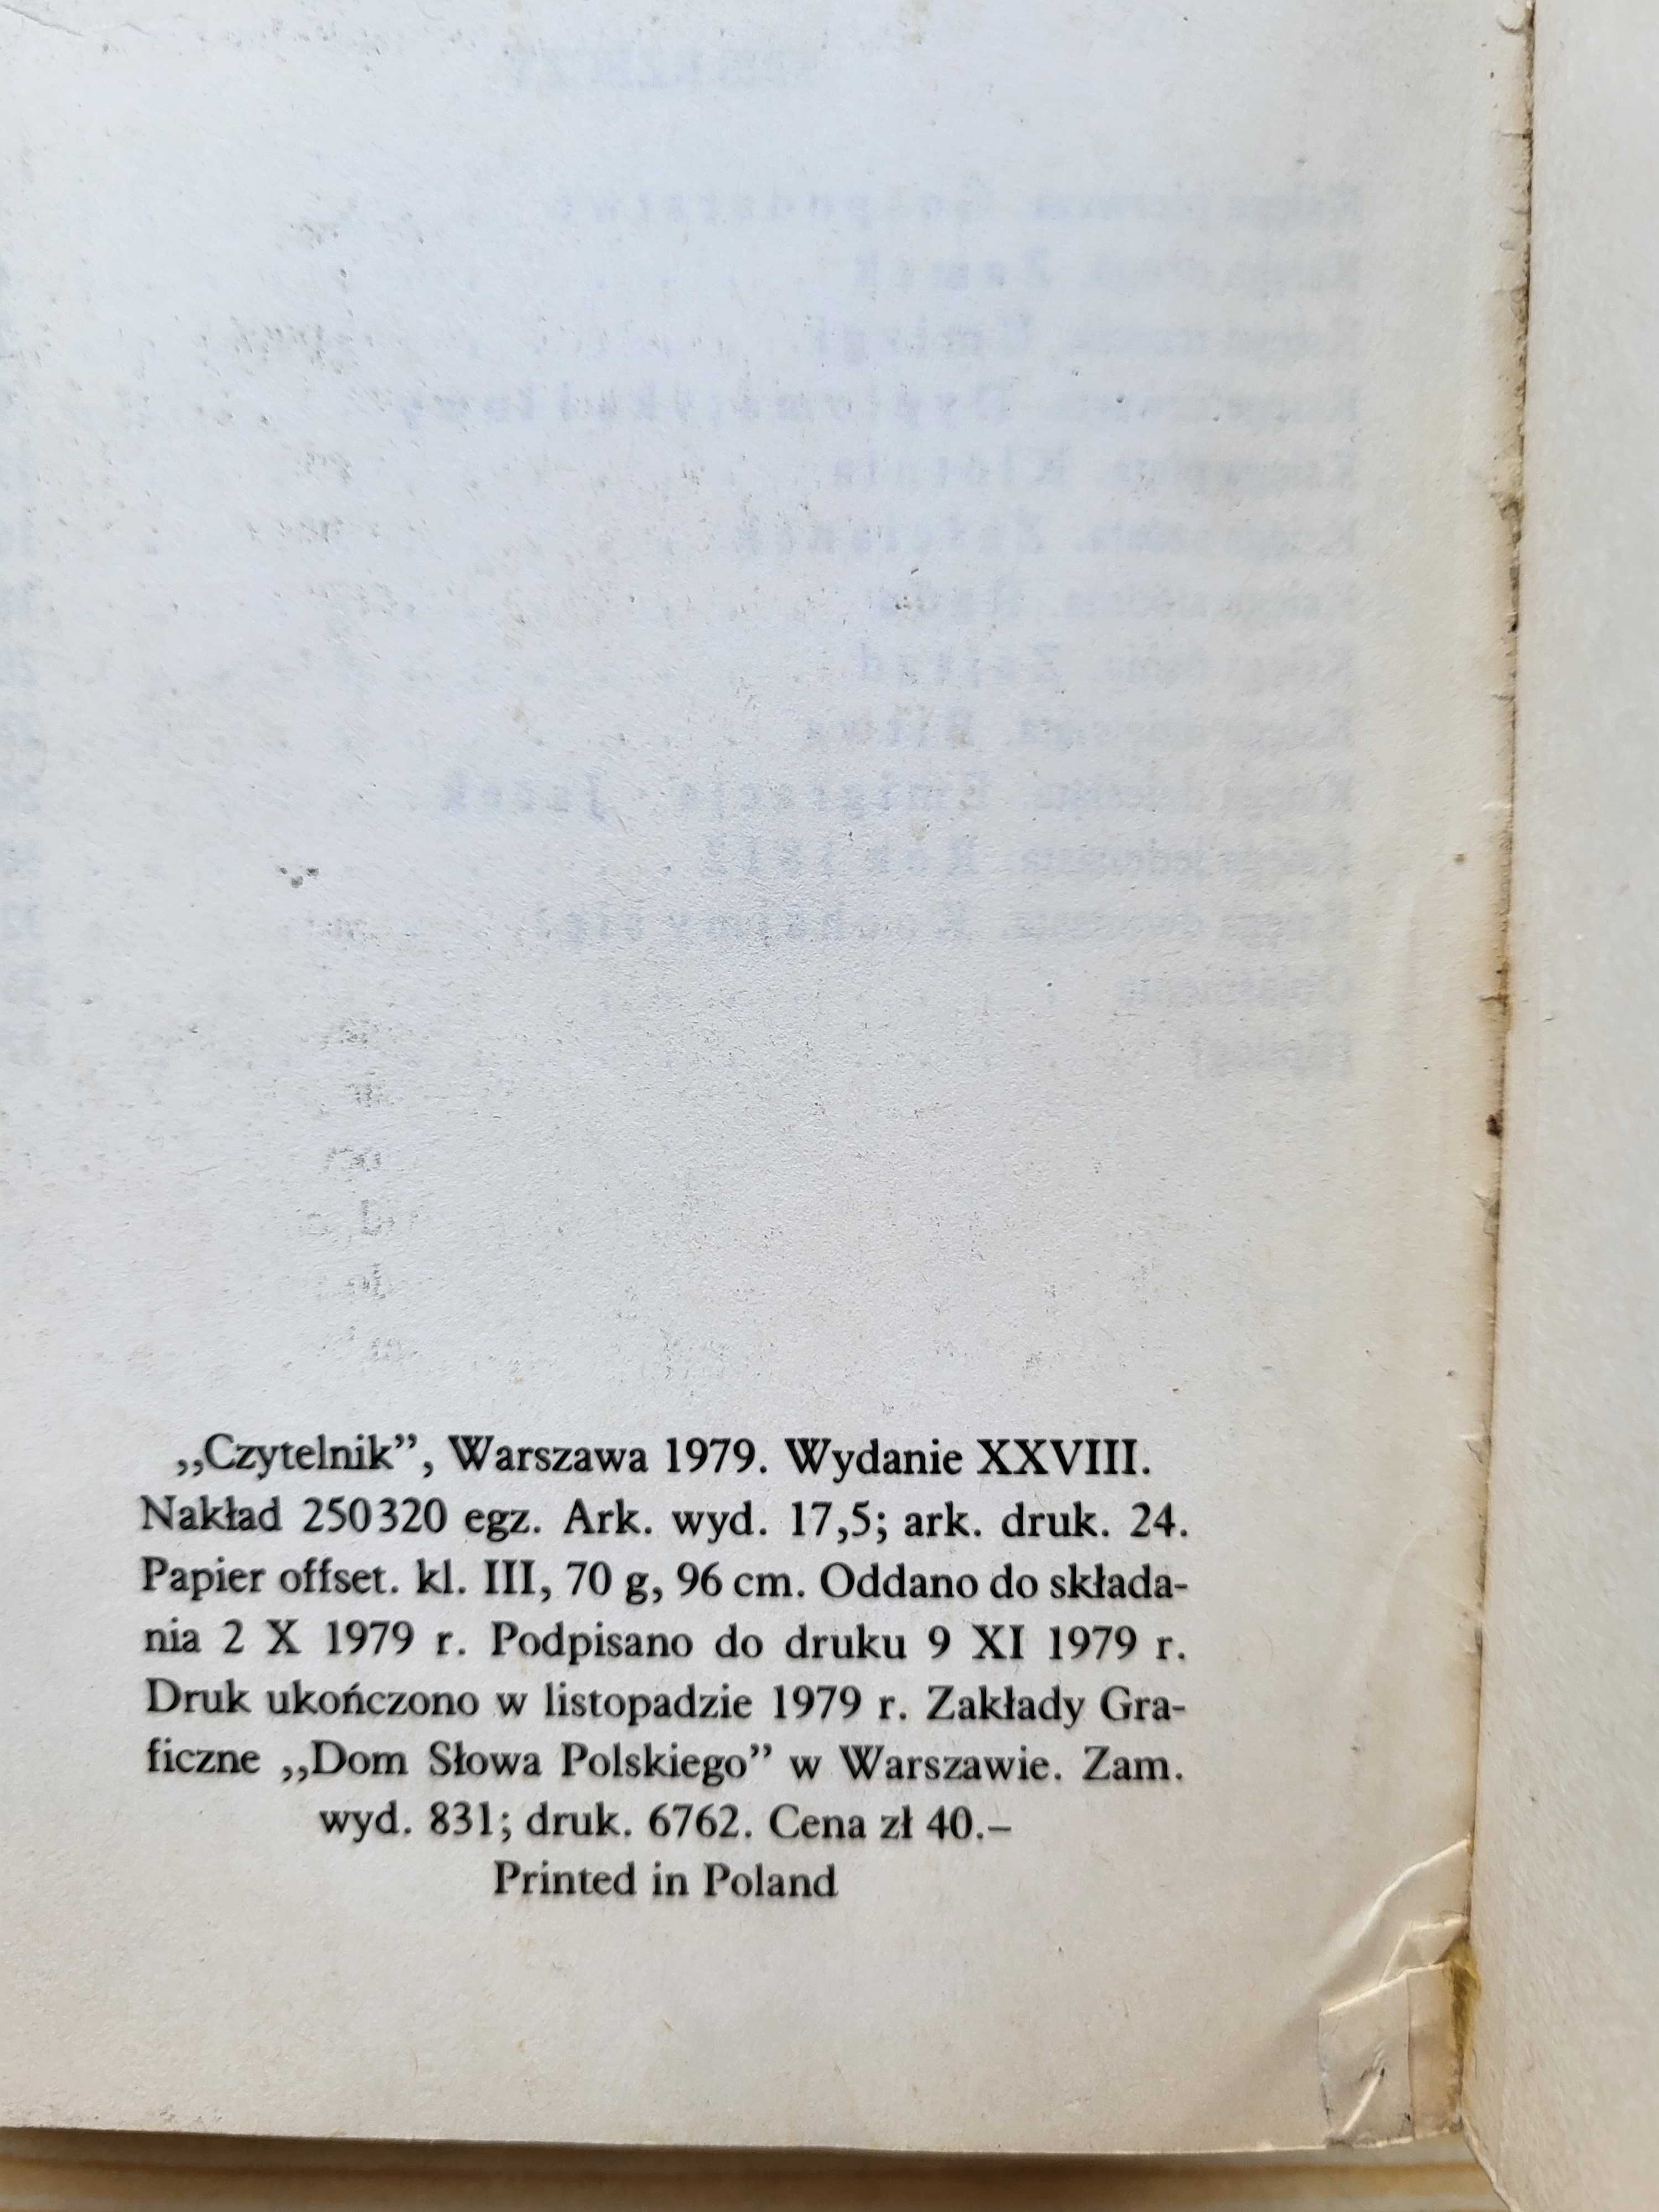 „Czytelnik”, Warszawa 1979. Wydanie XXVIII.
Nakład 250320 egz. Ark. wyd. 17,5; ark. druk. 24.
Papier offset. kl. III, 70 g, 96 cm. Oddano do składa-
nia 2 X 1979 r. Podpisano do druku 9 XI 1979 r.
Druk ukończono w listopadzie 1979 r. Zakłady Gra-
ficzne „Dom Słowa Polskiego” w Warszawie. Zam.
wyd. 831; druk. 6762. Cena zł 40.–
Printed in Poland